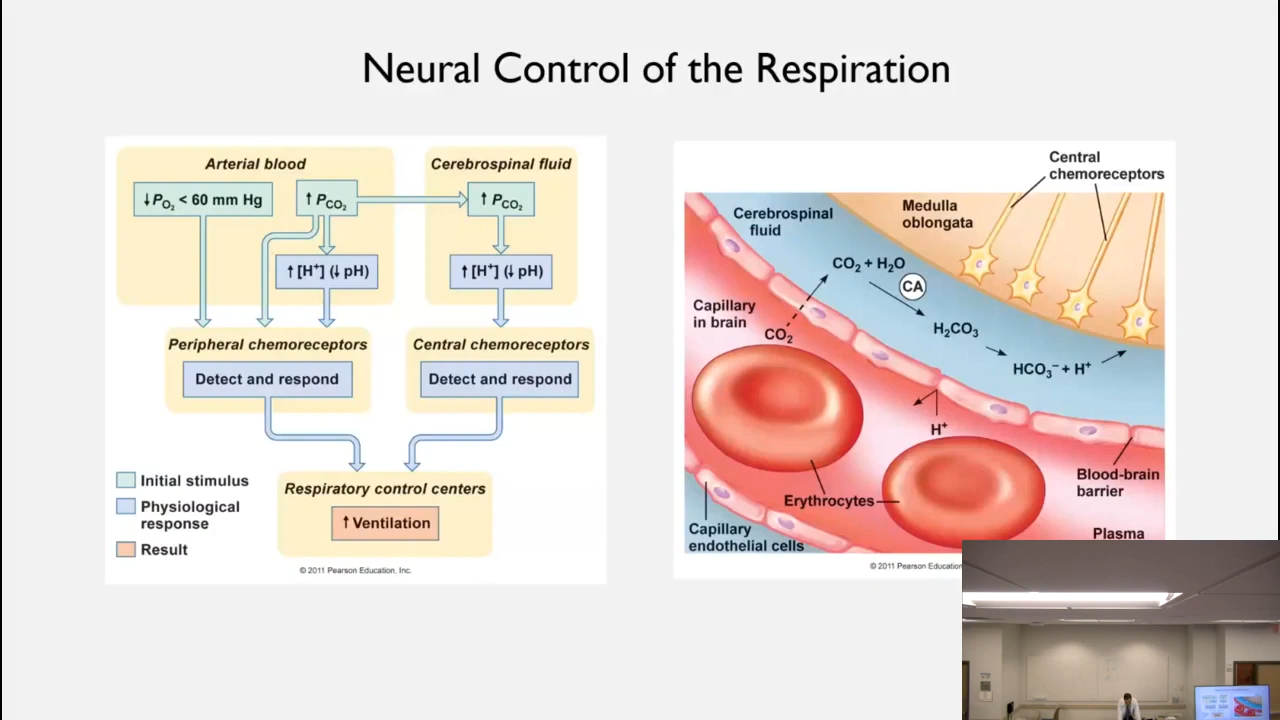 Neural Control of the Respiration
Arterial blood
Cerebrospinal fluid
↓PO₂ < 60 mm Hg
↑PCO₂
↑PCO₂
↑[H⁺] (↓ pH)
↑[H⁺] (↓ pH)
Peripheral chemoreceptors
Detect and respond
Central chemoreceptors
Detect and respond
Respiratory control centers
↑Ventilation
Initial stimulus
Physiological
response
Result
© 2011 Pearson Education, Inc.
Central
chemoreceptors
Cerebrospinal
fluid
Medulla
oblongata
CO₂ + H₂O
CA
H₂CO₃
HCO₃⁻ + H⁺
Capillary
in brain
CO₂
H⁺
Erythrocytes
Blood-brain
barrier
Capillary
endothelial cells
Plasma
© 2011 Pearson Education